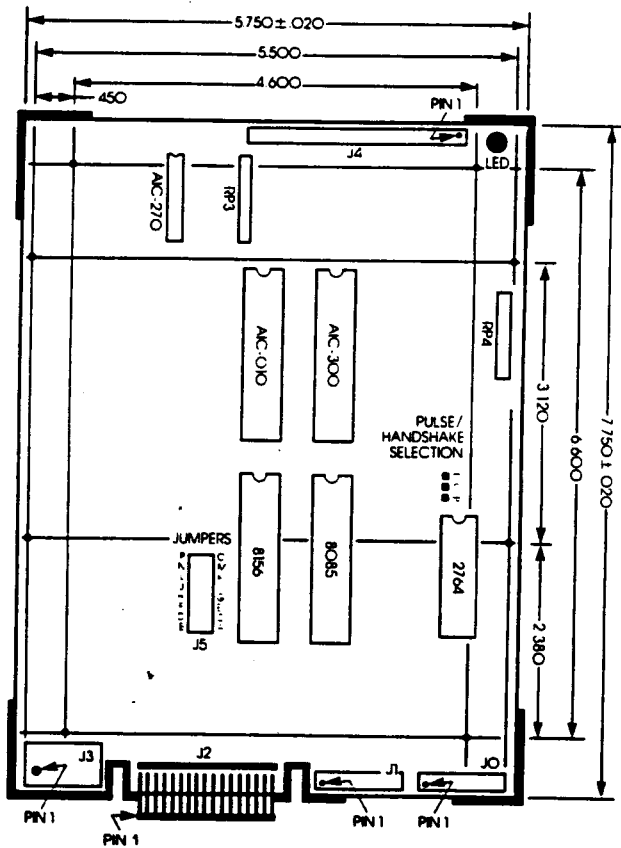 5.750 ± .020
5.500
4.600
.450
PIN 1
J4
LED
AIC-270
RP3
AIC-010
AIC-300
RP4
3.120
6.600
7.750 ± .020
PULSE/
HANDSHAKE
SELECTION
JUMPERS
8156
8085
2764
J5
2.380
J3
J2
J1
J0
PIN 1
PIN 1
PIN 1
PIN 1